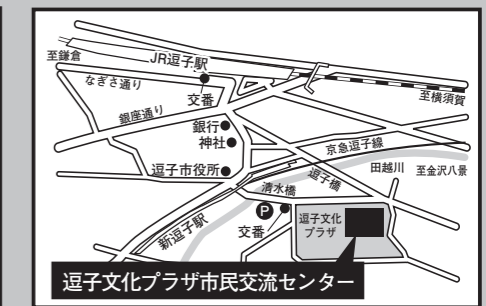 至鎌倉
JR逗子駅
なぎさ通り
交番
至横須賀
銀座通り
銀行
神社
京急逗子線
逗子市役所
逗子橋
田越川
至金沢八景
清水橋
新逗子駅
P
交番
逗子文化
プラザ
逗子文化プラザ市民交流センター